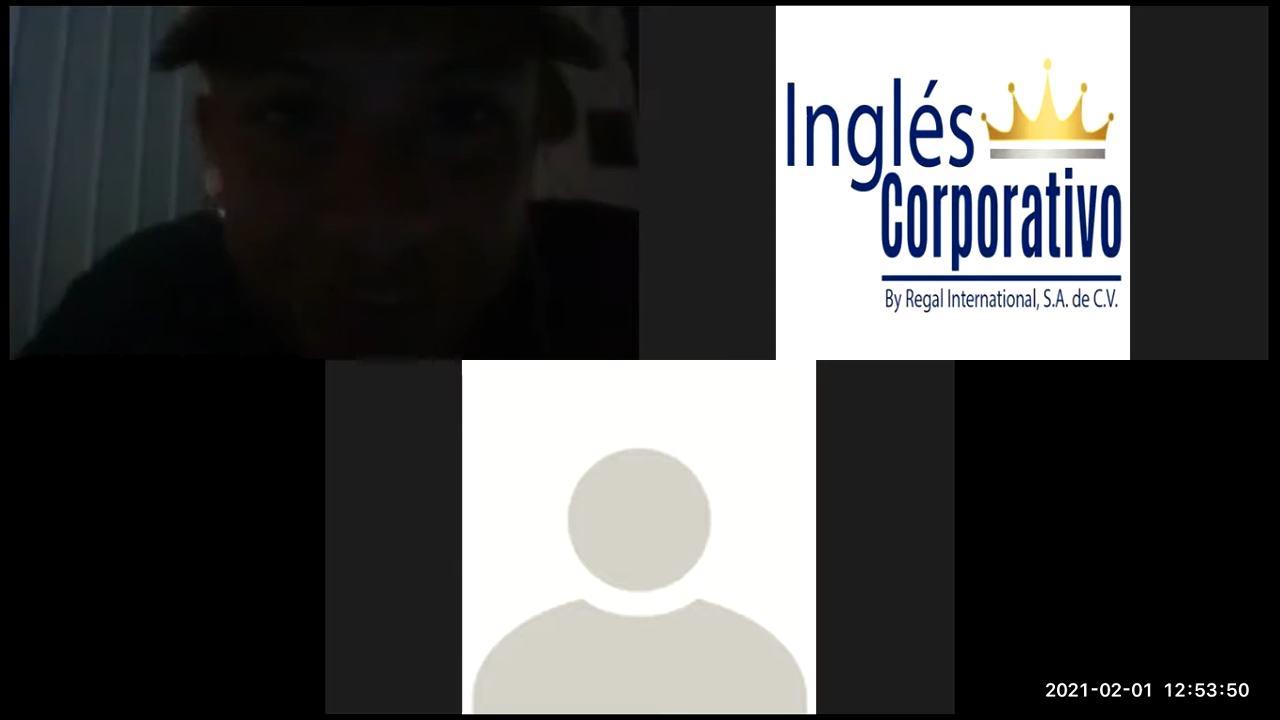 Inglés
Corporativo
By Regal International, S.A. de C.V.
2021-02-01 12:53:50